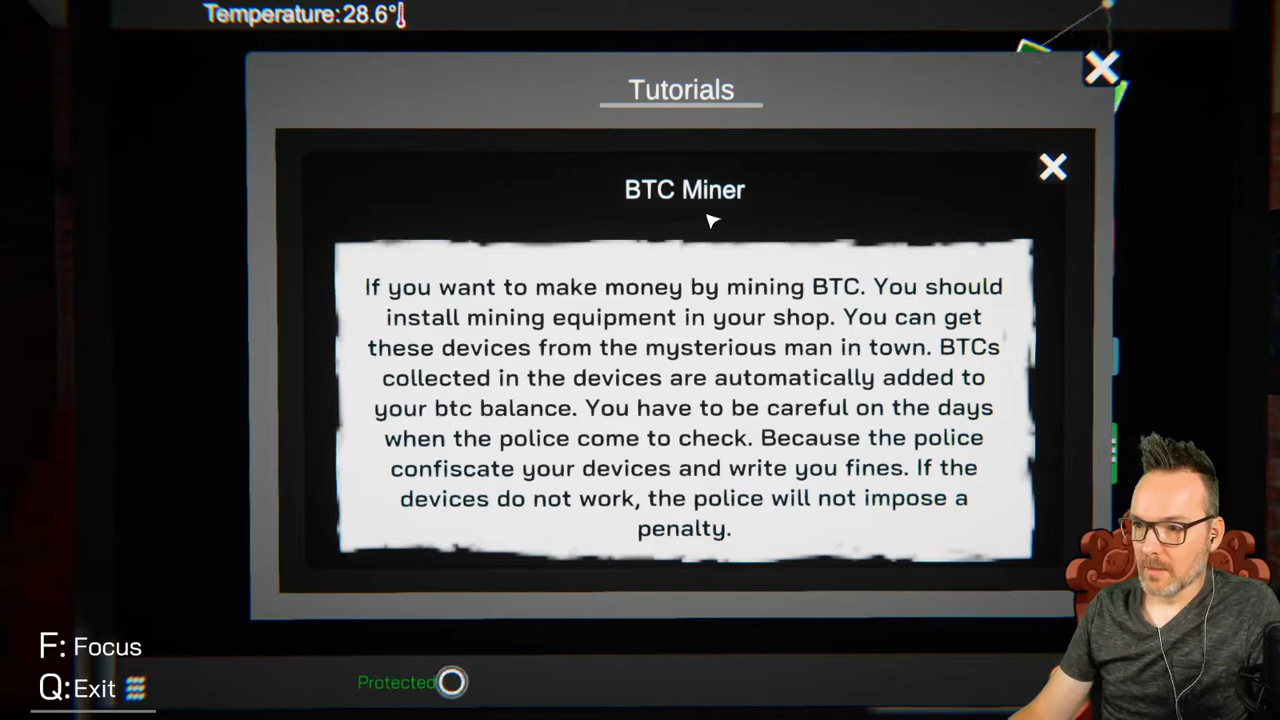 Temperature:28.6°
Tutorials
BTC Miner
If you want to make money by mining BTC. You should
install mining equipment in your shop. You can get
these devices from the mysterious man in town. BTCs
collected in the devices are automatically added to
your btc balance. You have to be careful on the days
when the police come to check. Because the police
confiscate your devices and write you fines. If the
devices do not work, the police will not impose a
penalty.
F: Focus
Q:Exit
Protected